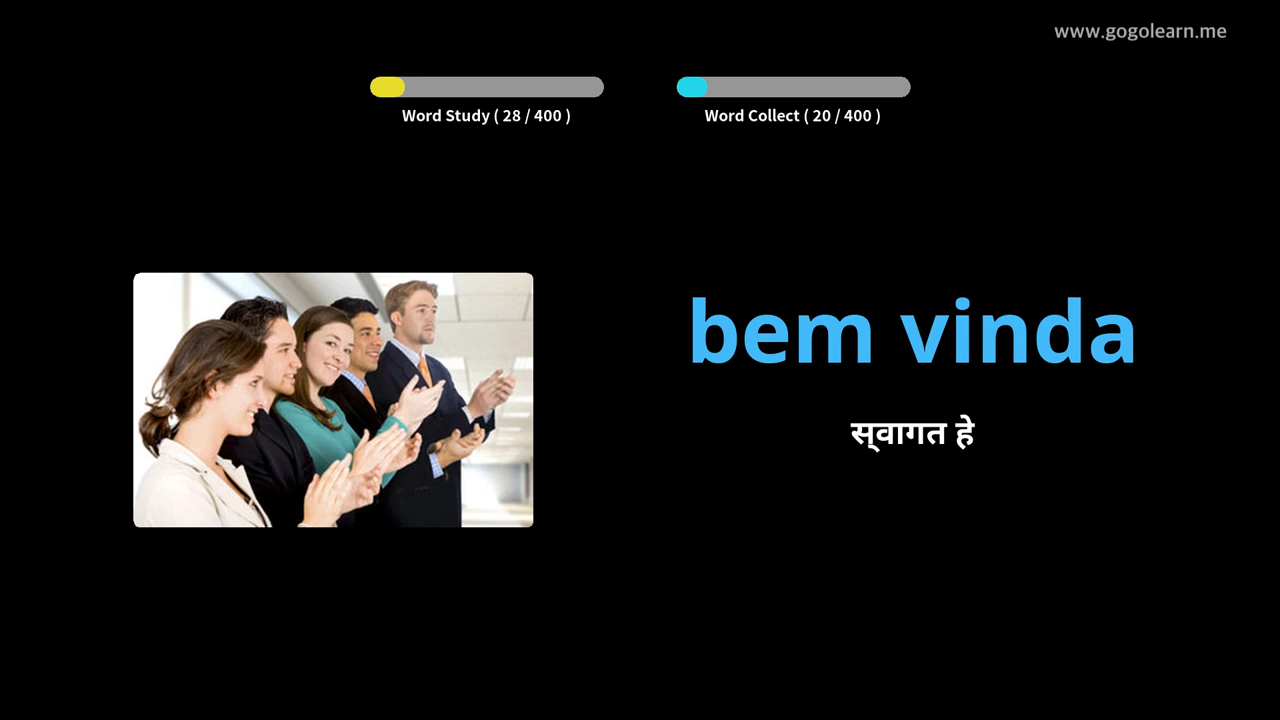 www.gogolearn.me
Word Study ( 28 / 400 )
Word Collect ( 20 / 400 )
bem vinda
स्वागत हे